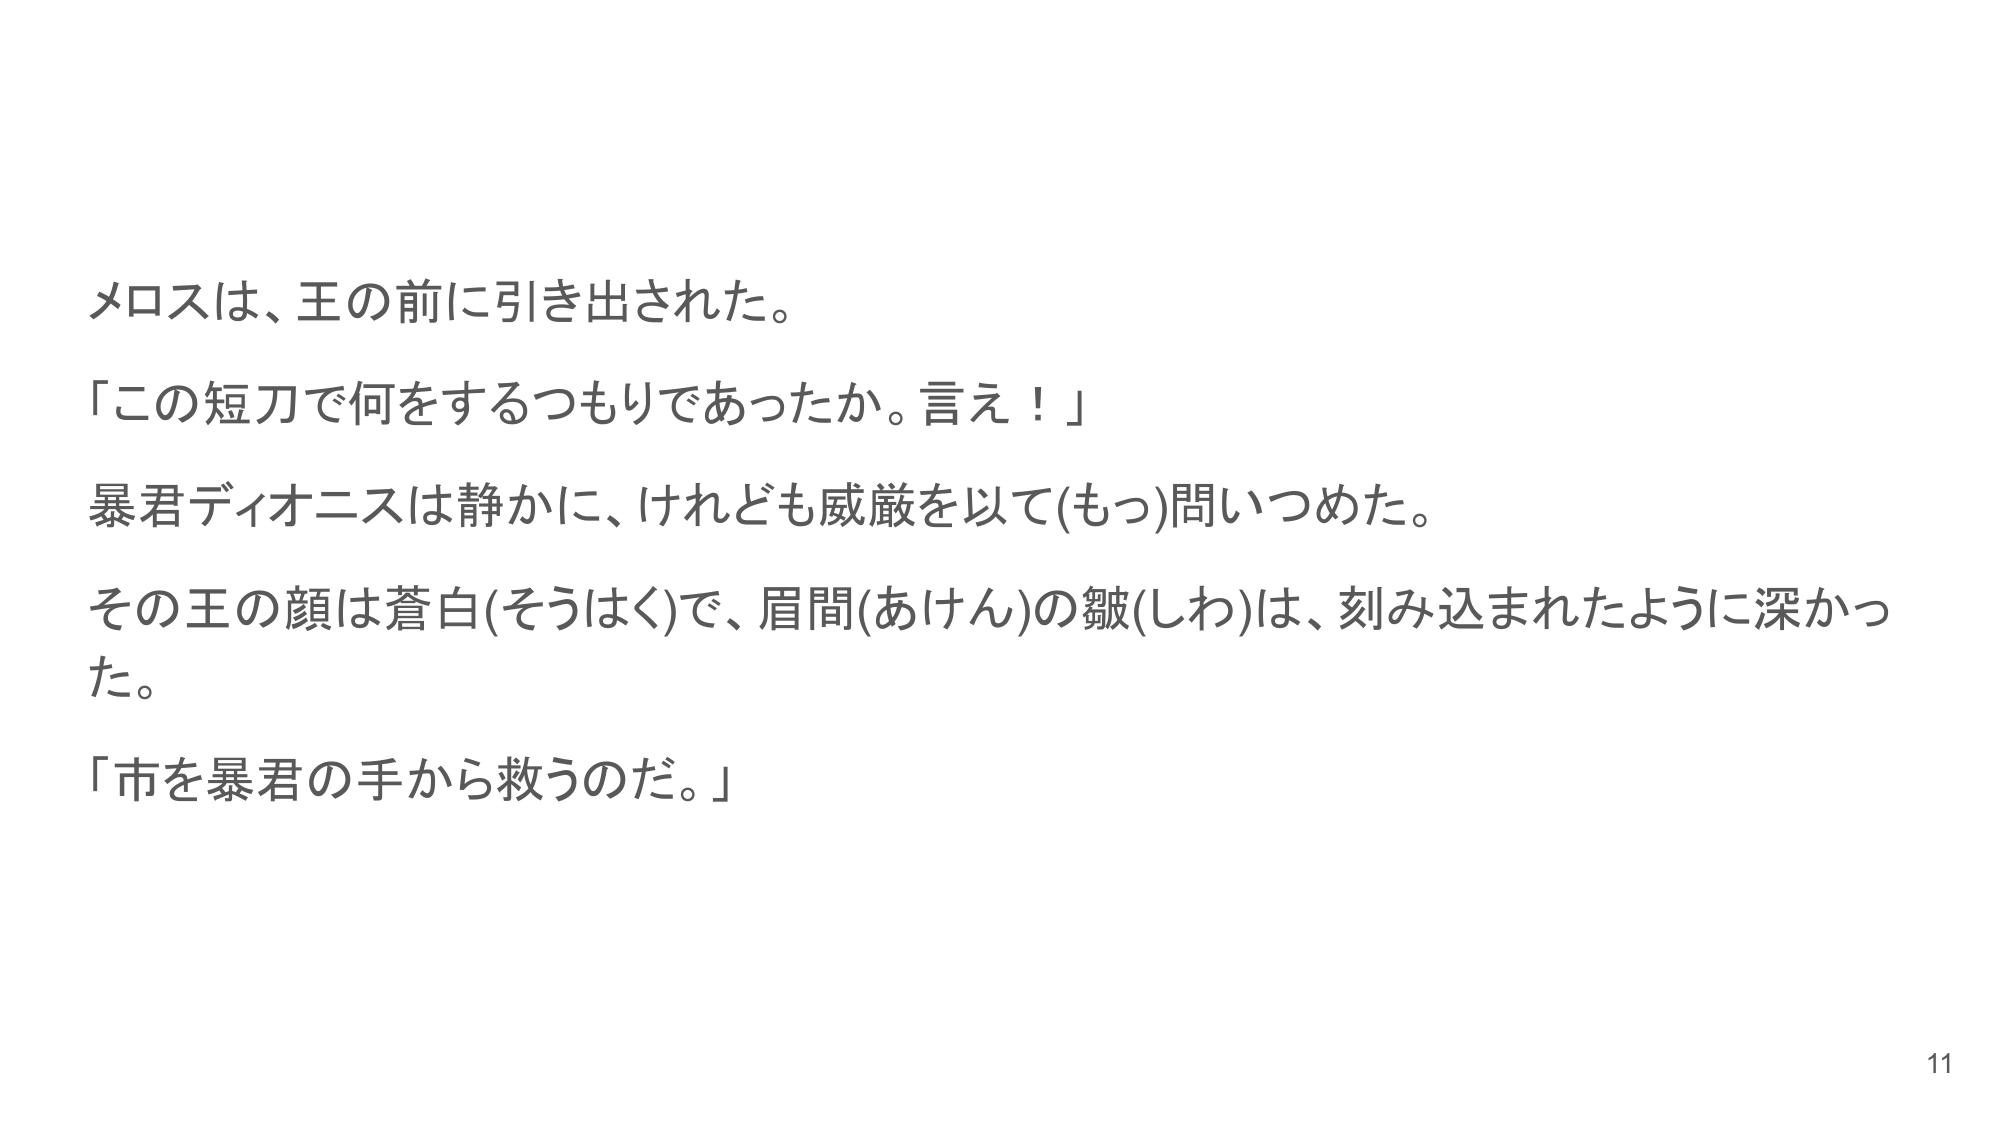 メロスは、王の前に引き出された。
「この短刀で何をするつもりであったか。言え！」
暴君ディオニスは静かに、けれども威厳を以て(もっ)問いつめた。
その王の顔は蒼白(そうはく)で、眉間(あけん)の皺(しわ)は、刻み込まれたように深かっ
た。
「市を暴君の手から救うのだ。」
11